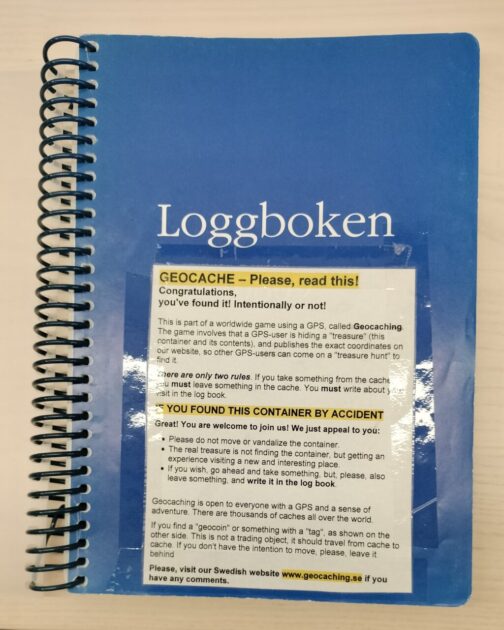 Loggboken
GEOCACHE – Please, read this!
Congratulations,
you've found it! Intentionally or not!
This is part of a worldwide game using a GPS, called Geocaching.
The game involves that a GPS-user is hiding a "treasure" (this
container and its contents), and publishes the exact coordinates on
our website, so other GPS-users can come on a "treasure hunt" to
find it.
There are only two rules. If you take something from the cache
you must leave something in the cache. You must write about
visit in the log book.
YOU FOUND THIS CONTAINER BY ACCIDENT
Great! You are welcome to join us! We just appeal to you:
• Please do not move or vandalize the container.
• The real treasure is not finding the container, but getting an
experience visiting a new and interesting place.
• If you wish, go ahead and take something, but, please, also
leave something, and write it in the log book.
Geocaching is open to everyone with a GPS and a sense of
adventure. There are thousands of caches all over the world.
If you find a "geocoin" or something with a "tag", as shown on the
other side. This is not a trading object, it should travel from cache to
cache. If you don't have the intention to move, please, leave it
behind
Please, visit our Swedish website www.geocaching.se if you
have any comments.